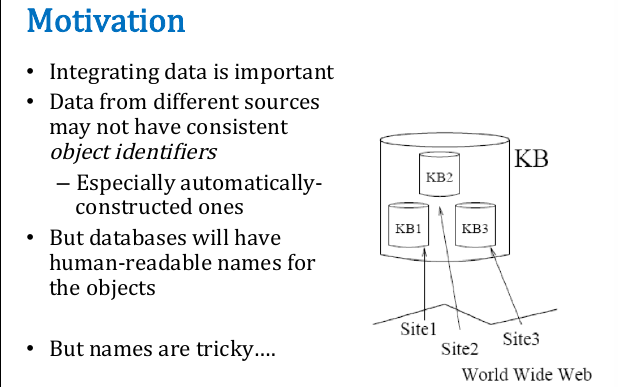 Motivation
• Integrating data is important
• Data from different sources
may not have consistent
object identifiers
– Especially automatically-
constructed ones
• But databases will have
human-readable names for
the objects
• But names are tricky….
KB
KB2
KB1
KB3
Site1
Site2
Site3
World Wide Web